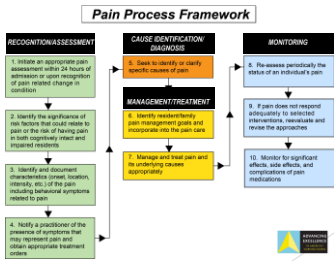 Pain Process Framework
RECOGNITION/ASSESSMENT
1. Initiate an appropriate pain
assessment within 24 hours of
admission or upon recognition
of pain related change in
condition
2. Identify the significance of
risk factors that could relate to
pain or the risk of having pain
in both cognitively intact and
impaired residents
3. Identify and document
characteristics (onset, location,
intensity, etc.) of the pain
including behavioral symptoms
related to pain
4. Notify a practitioner of the
presence of symptoms that
may represent pain and
obtain appropriate treatment
orders
CAUSE IDENTIFICATION/
DIAGNOSIS
5. Seek to identify or clarify
specific causes of pain
MANAGEMENT/TREATMENT
6. Identify resident/family
pain management goals and
incorporate into the pain care
7. Manage and treat pain and
its underlying causes
appropriately
MONITORING
8. Re-assess periodically the
status of an individual's pain
9. If pain does not respond
adequately to selected
interventions, reevaluate and
revise the approaches
10. Monitor for significant
effects, side effects, and
complications of pain
medications
ADVANCING
EXCELLENCE